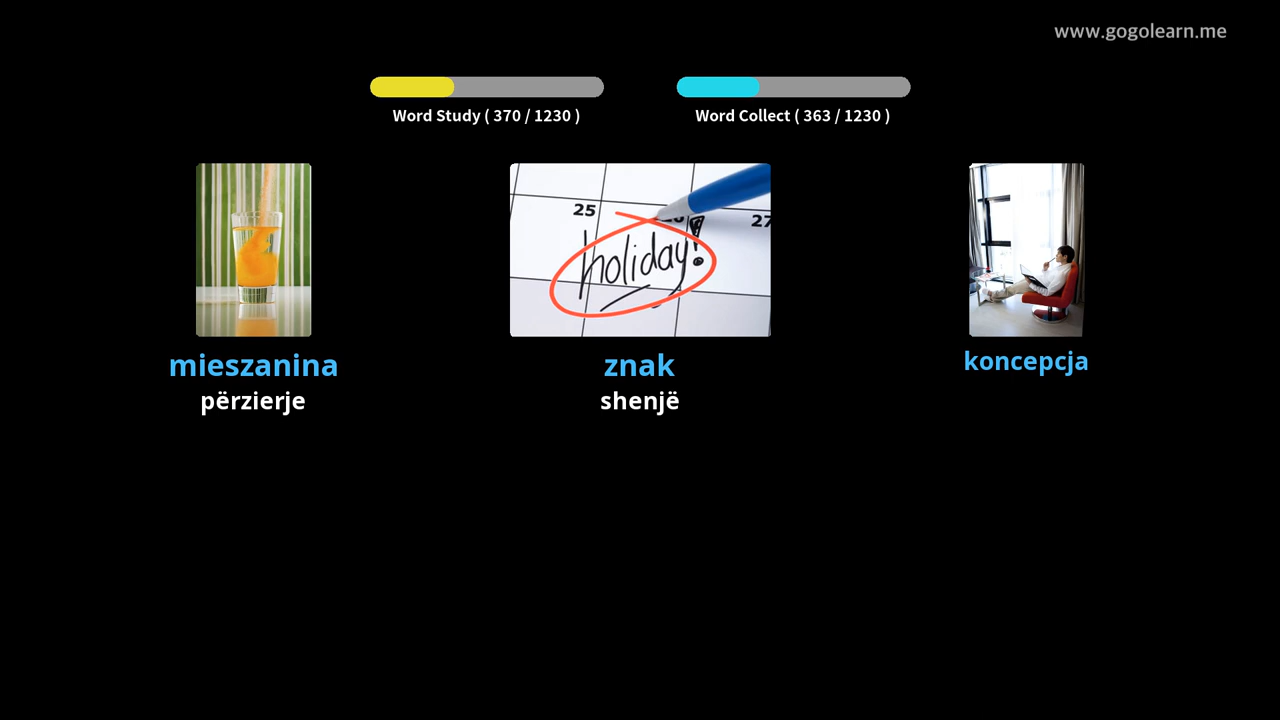 www.gogolearn.me
Word Study ( 370 / 1230 )
Word Collect ( 363 / 1230 )
25
27
holiday!
mieszanina
znak
koncepcja
përzierje
shenjë